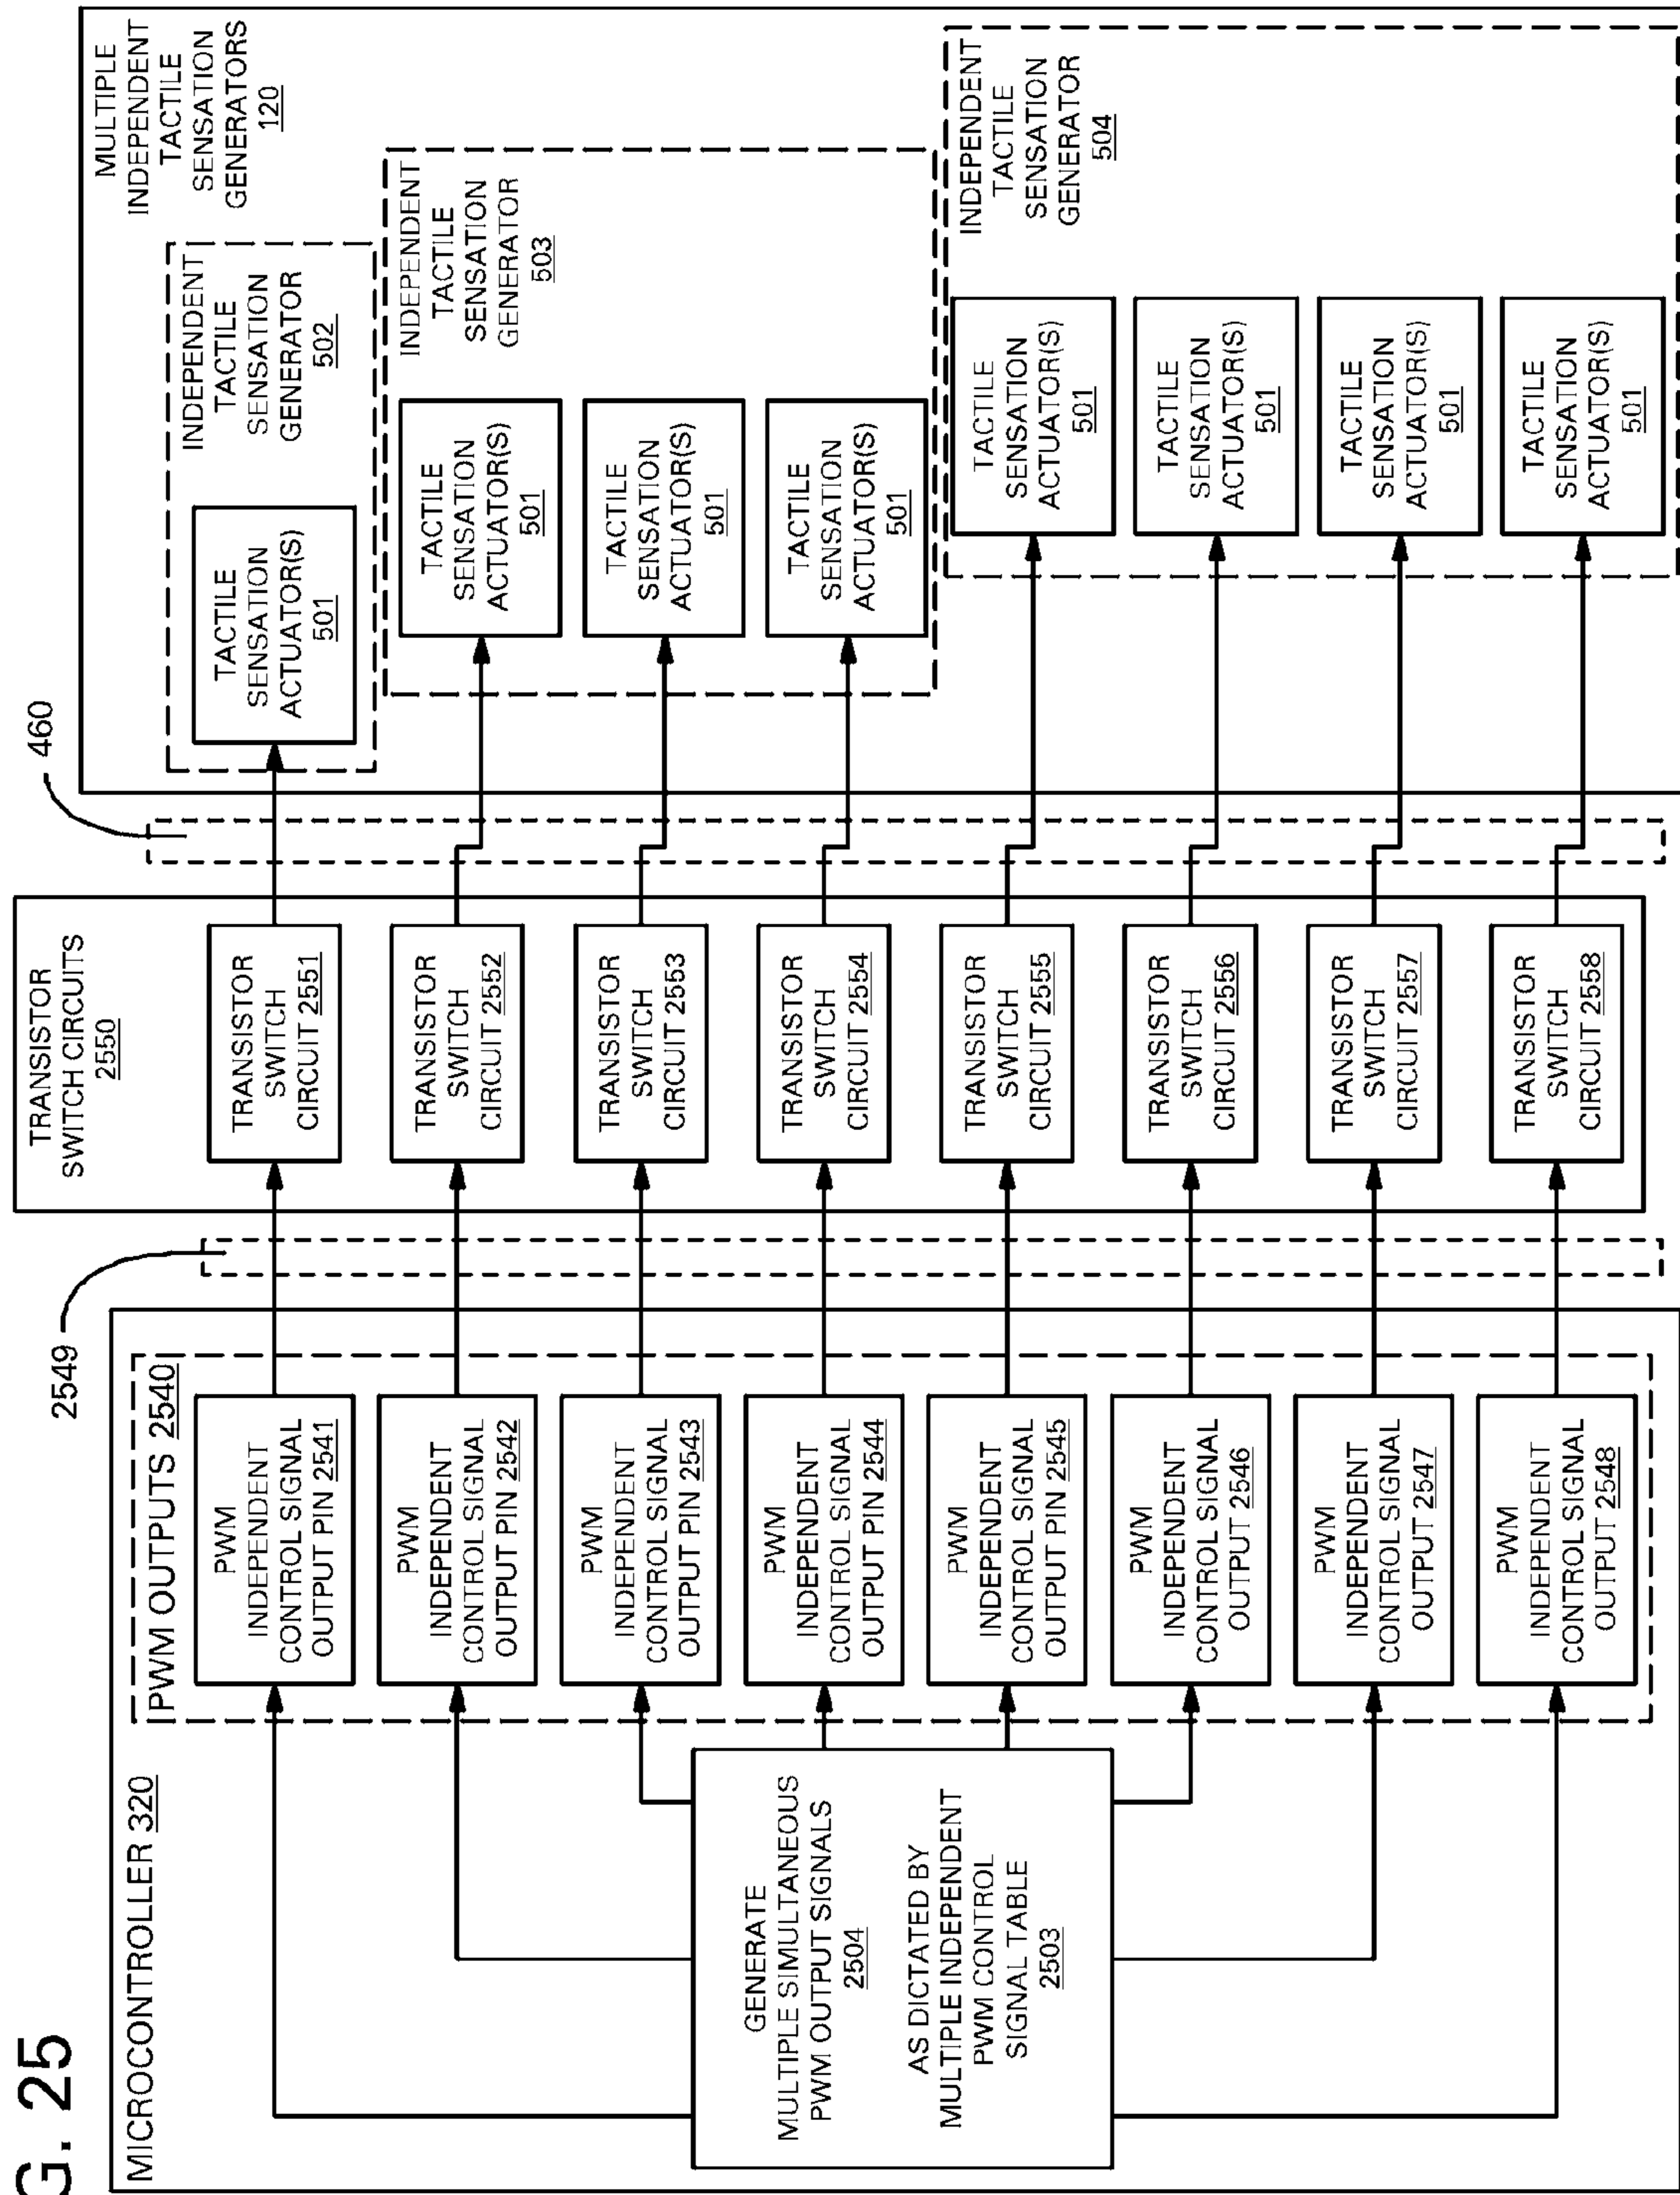 G. 25
MICROCONTROLLER 320
GENERATE
MULTIPLE SIMULTANEOUS
PWM OUTPUT SIGNALS
2504
AS DICTATED BY
MULTIPLE INDEPENDENT
PWM CONTROL
SIGNAL TABLE
2503
PWM OUTPUTS 2540
PWM
INDEPENDENT
CONTROL SIGNAL
OUTPUT PIN 2541
PWM
INDEPENDENT
CONTROL SIGNAL
OUTPUT PIN 2542
PWM
INDEPENDENT
CONTROL SIGNAL
OUTPUT PIN 2543
PWM
INDEPENDENT
CONTROL SIGNAL
OUTPUT PIN 2544
PWM
INDEPENDENT
CONTROL SIGNAL
OUTPUT PIN 2545
PWM
INDEPENDENT
CONTROL SIGNAL
OUTPUT 2546
PWM
INDEPENDENT
CONTROL SIGNAL
OUTPUT 2547
PWM
INDEPENDENT
CONTROL SIGNAL
OUTPUT 2548
2549
TRANSISTOR
SWITCH CIRCUITS
2550
TRANSISTOR
SWITCH
CIRCUIT 2551
TRANSISTOR
SWITCH
CIRCUIT 2552
TRANSISTOR
SWITCH
CIRCUIT 2553
TRANSISTOR
SWITCH
CIRCUIT 2554
TRANSISTOR
SWITCH
CIRCUIT 2555
TRANSISTOR
SWITCH
CIRCUIT 2556
TRANSISTOR
SWITCH
CIRCUIT 2557
TRANSISTOR
SWITCH
CIRCUIT 2558
460
MULTIPLE
INDEPENDENT
TACTILE
SENSATION
GENERATORS
120
INDEPENDENT
TACTILE
SENSATION
GENERATOR
502
TACTILE
SENSATION
ACTUATOR(S)
501
INDEPENDENT
TACTILE
SENSATION
GENERATOR
503
TACTILE
SENSATION
ACTUATOR(S)
501
TACTILE
SENSATION
ACTUATOR(S)
501
TACTILE
SENSATION
ACTUATOR(S)
501
INDEPENDENT
TACTILE
SENSATION
GENERATOR
504
TACTILE
SENSATION
ACTUATOR(S)
501
TACTILE
SENSATION
ACTUATOR(S)
501
TACTILE
SENSATION
ACTUATOR(S)
501
TACTILE
SENSATION
ACTUATOR(S)
501